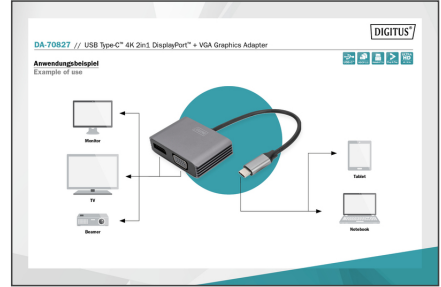 DIGITUS®
DA-70827 // USB Type-C™ 4K 2in1 DisplayPort™ + VGA Graphics Adapter
Anwendungsbeispiel
Example of use
Monitor
TV
Beamer
Tablet
Notebook